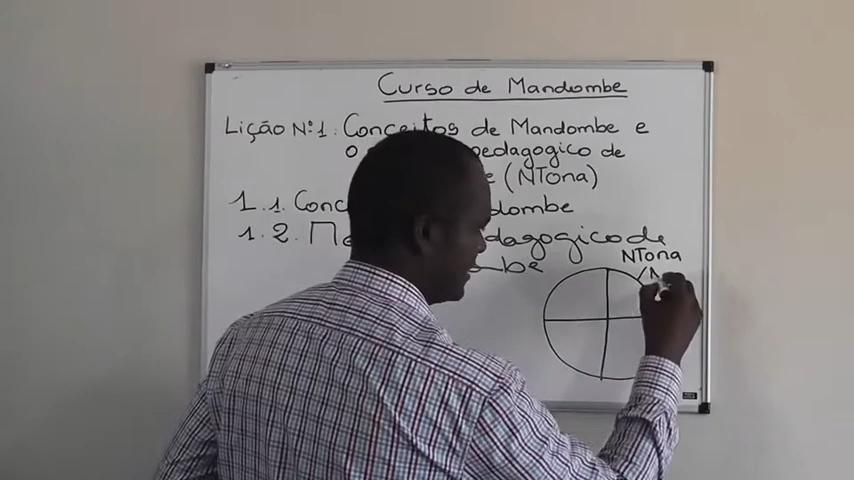 Curso de Mandombe
Lição Nº1: Conceitos de Mandombe e
o pedagogico de
e (NTona)
1.1. Conc dombe
1.2. dagogico de
be
NTona